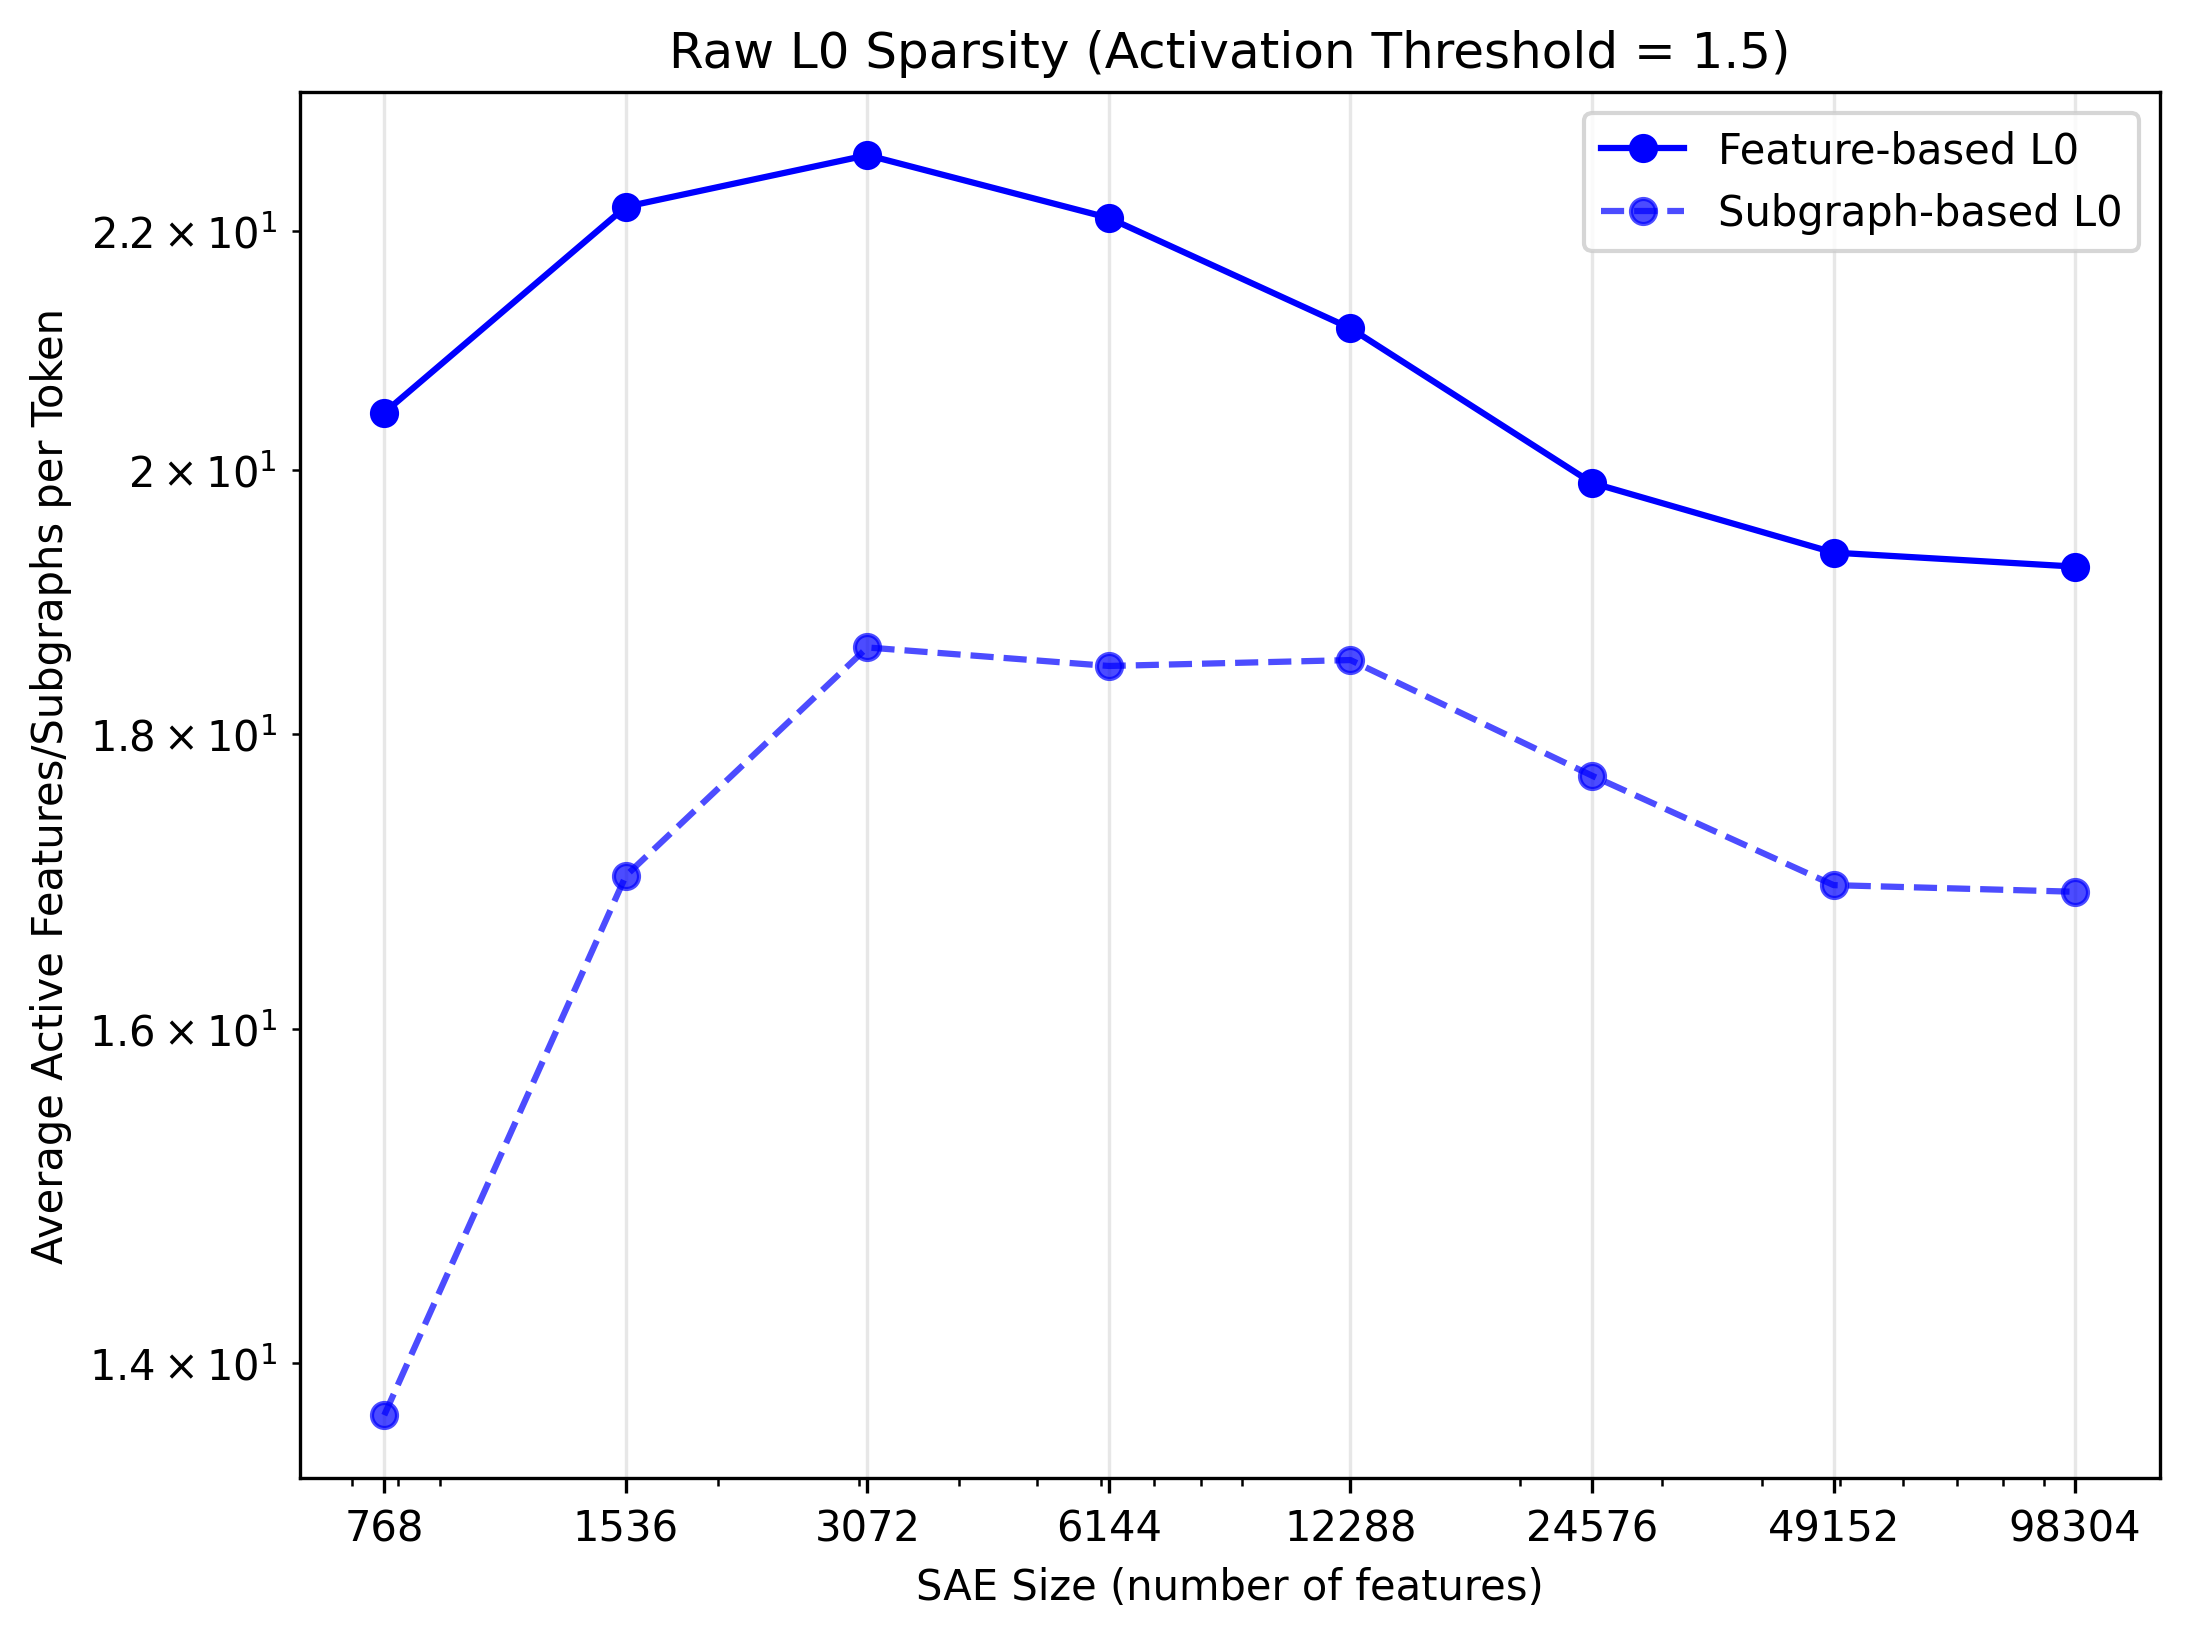 Raw L0 Sparsity (Activation Threshold = 1.5)
Feature-based L0
Subgraph-based L0
Average Active Features/Subgraphs per Token
2.2 × 10¹
2 × 10¹
1.8 × 10¹
1.6 × 10¹
1.4 × 10¹
768 1536 3072 6144 12288 24576 49152 98304
SAE Size (number of features)